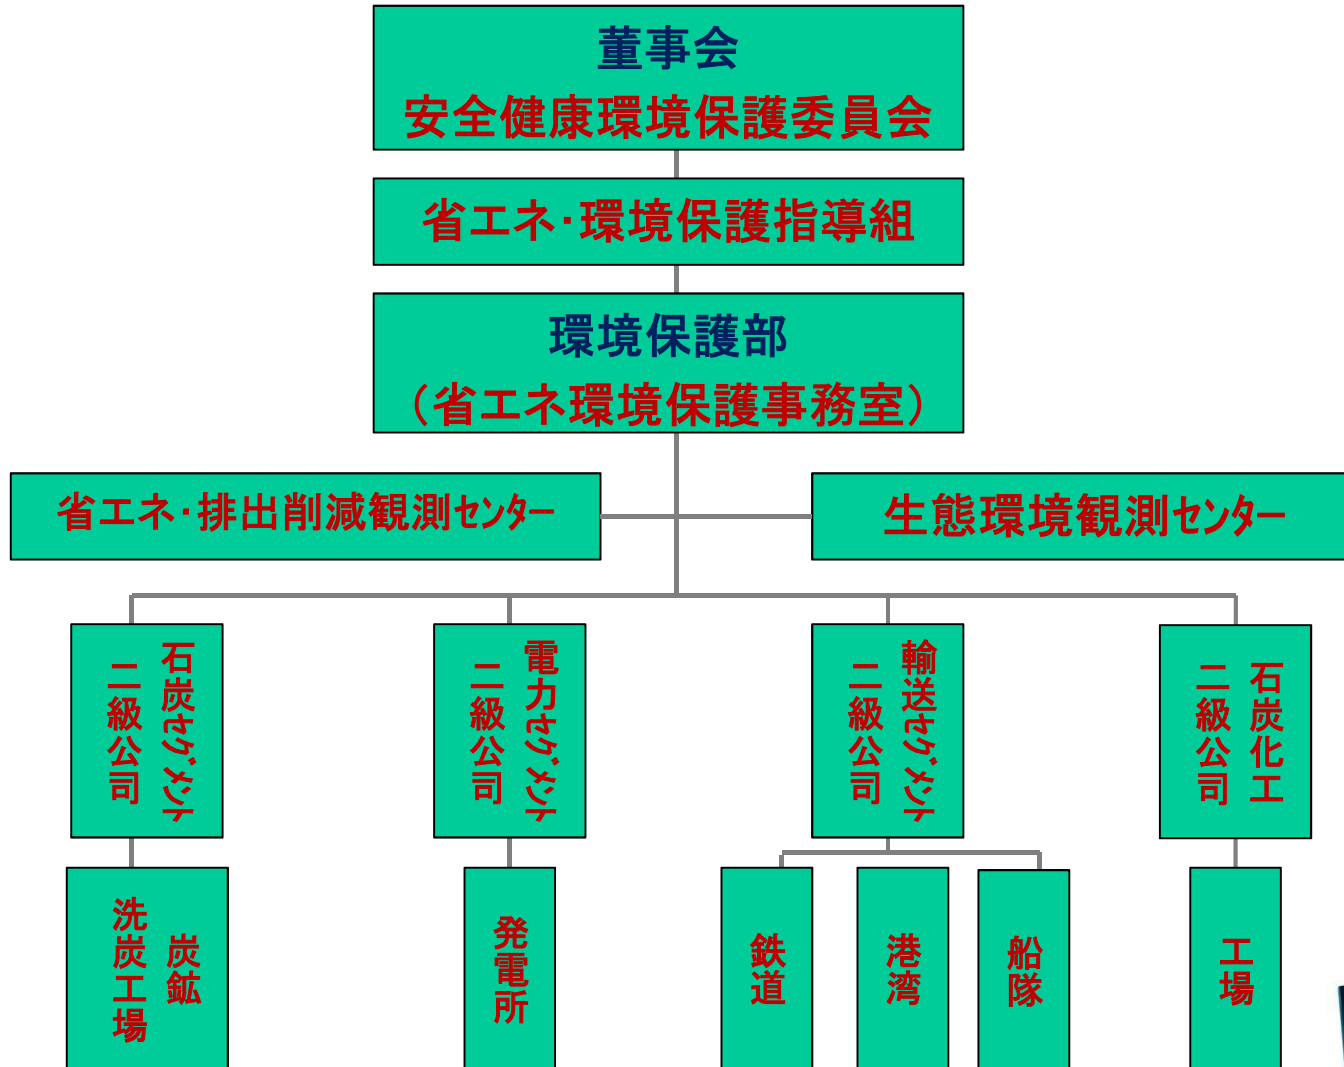 董事会
安全健康環境保護委員会
省エネ･環境保護指導組
環境保護部
（省エネ環境保護事務室）
省エネ･排出削減観測ｾﾝﾀｰ
生態環境観測ｾﾝﾀｰ
石炭ｾｸﾞﾒﾝﾄ
二級公司
電力ｾｸﾞﾒﾝﾄ
二級公司
輸送ｾｸﾞﾒﾝﾄ
二級公司
石炭化工
二級公司
炭鉱
洗炭工場
発電所
鉄道
港湾
船隊
工場